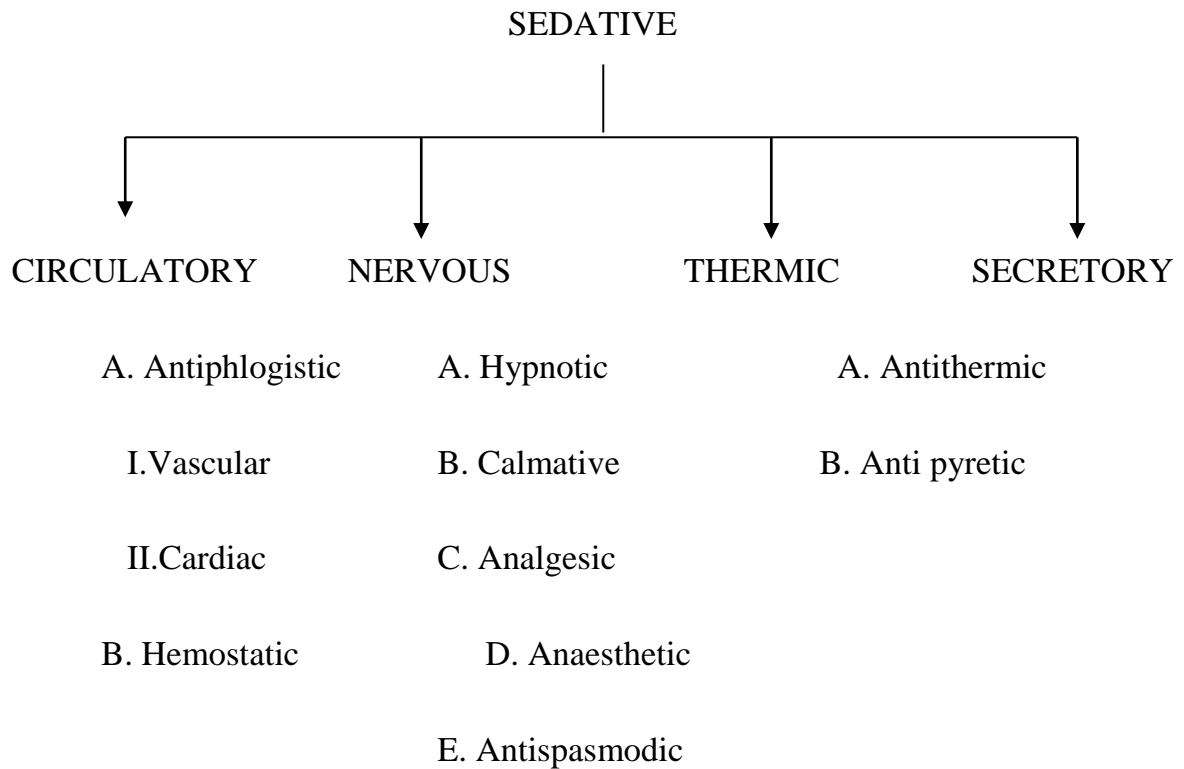 SEDATIVE
CIRCULATORY NERVOUS THERMIC SECRETORY
A. Antiphlogistic A. Hypnotic A. Antithermic
I.Vascular B. Calmative B. Anti pyretic
II.Cardiac C. Analgesic
B. Hemostatic D. Anaesthetic
E. Antispasmodic